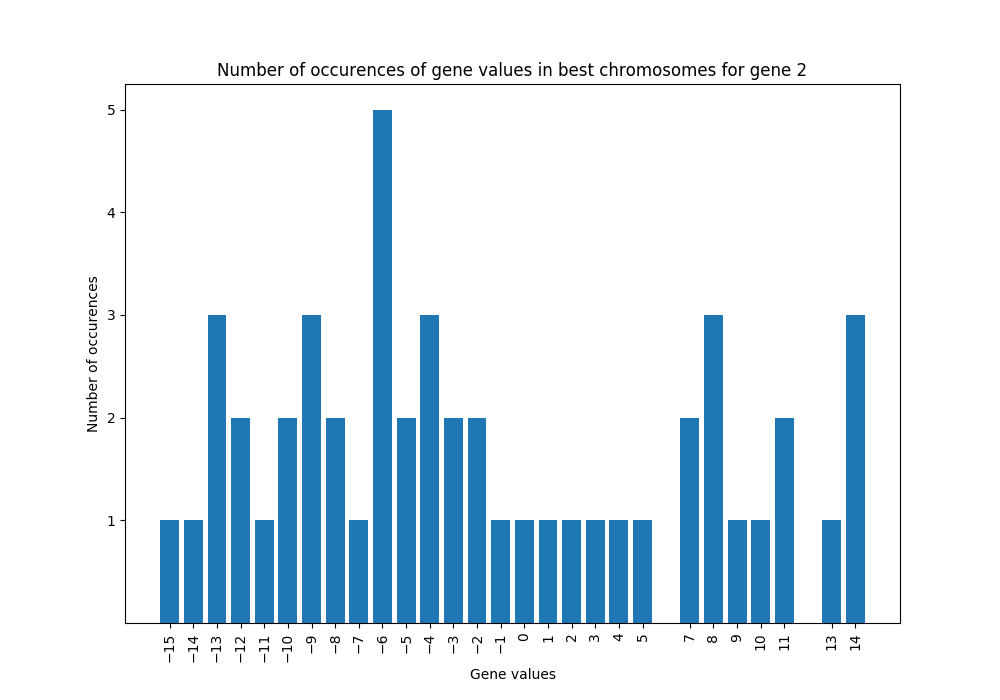 Number of occurences of gene values in best chromosomes for gene 2
Number of occurences
5
4
3
2
1
−15 −14 −13 −12 −11 −10 −9 −8 −7 −6 −5 −4 −3 −2 −1 0 1 2 3 4 5 7 8 9 10 11 13 14
Gene values